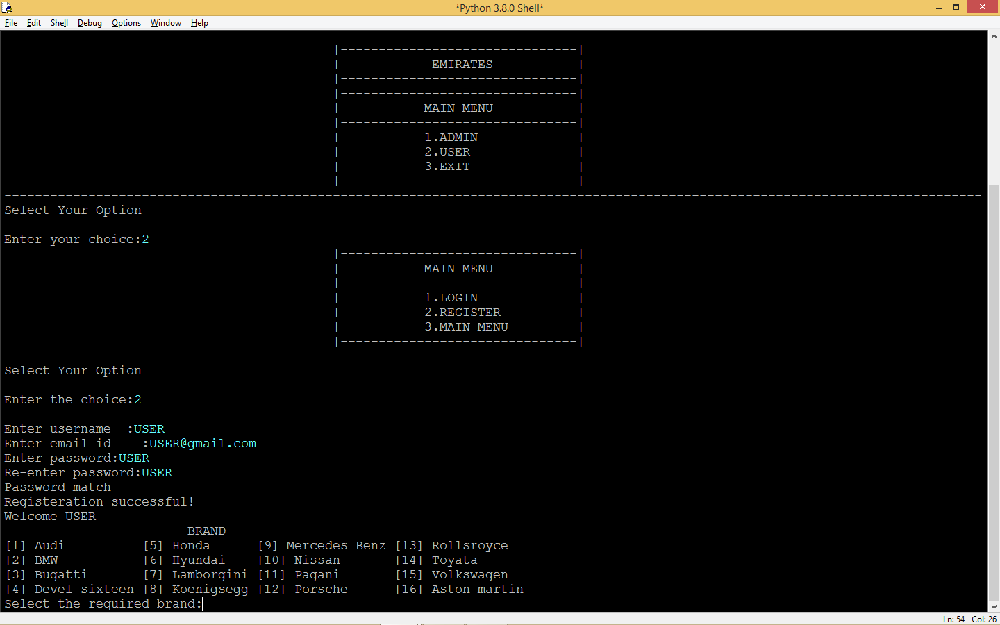 *Python 3.8.0 Shell*
File Edit Shell Debug Options Window Help
EMIRATES
MAIN MENU
1.ADMIN
2.USER
3.EXIT
Select Your Option
Enter your choice:2
MAIN MENU
1.LOGIN
2.REGISTER
3.MAIN MENU
Select Your Option
Enter the choice:2
Enter username  :USER
Enter email id    :USER@gmail.com
Enter password:USER
Re-enter password:USER
Password match
Registeration successful!
Welcome USER
BRAND
[1] Audi [5] Honda [9] Mercedes Benz [13] Rollsroyce
[2] BMW [6] Hyundai [10] Nissan [14] Toyata
[3] Bugatti [7] Lamborgini [11] Pagani [15] Volkswagen
[4] Devel sixteen [8] Koenigsegg [12] Porsche [16] Aston martin
Select the required brand:
Ln: 54 Col: 26